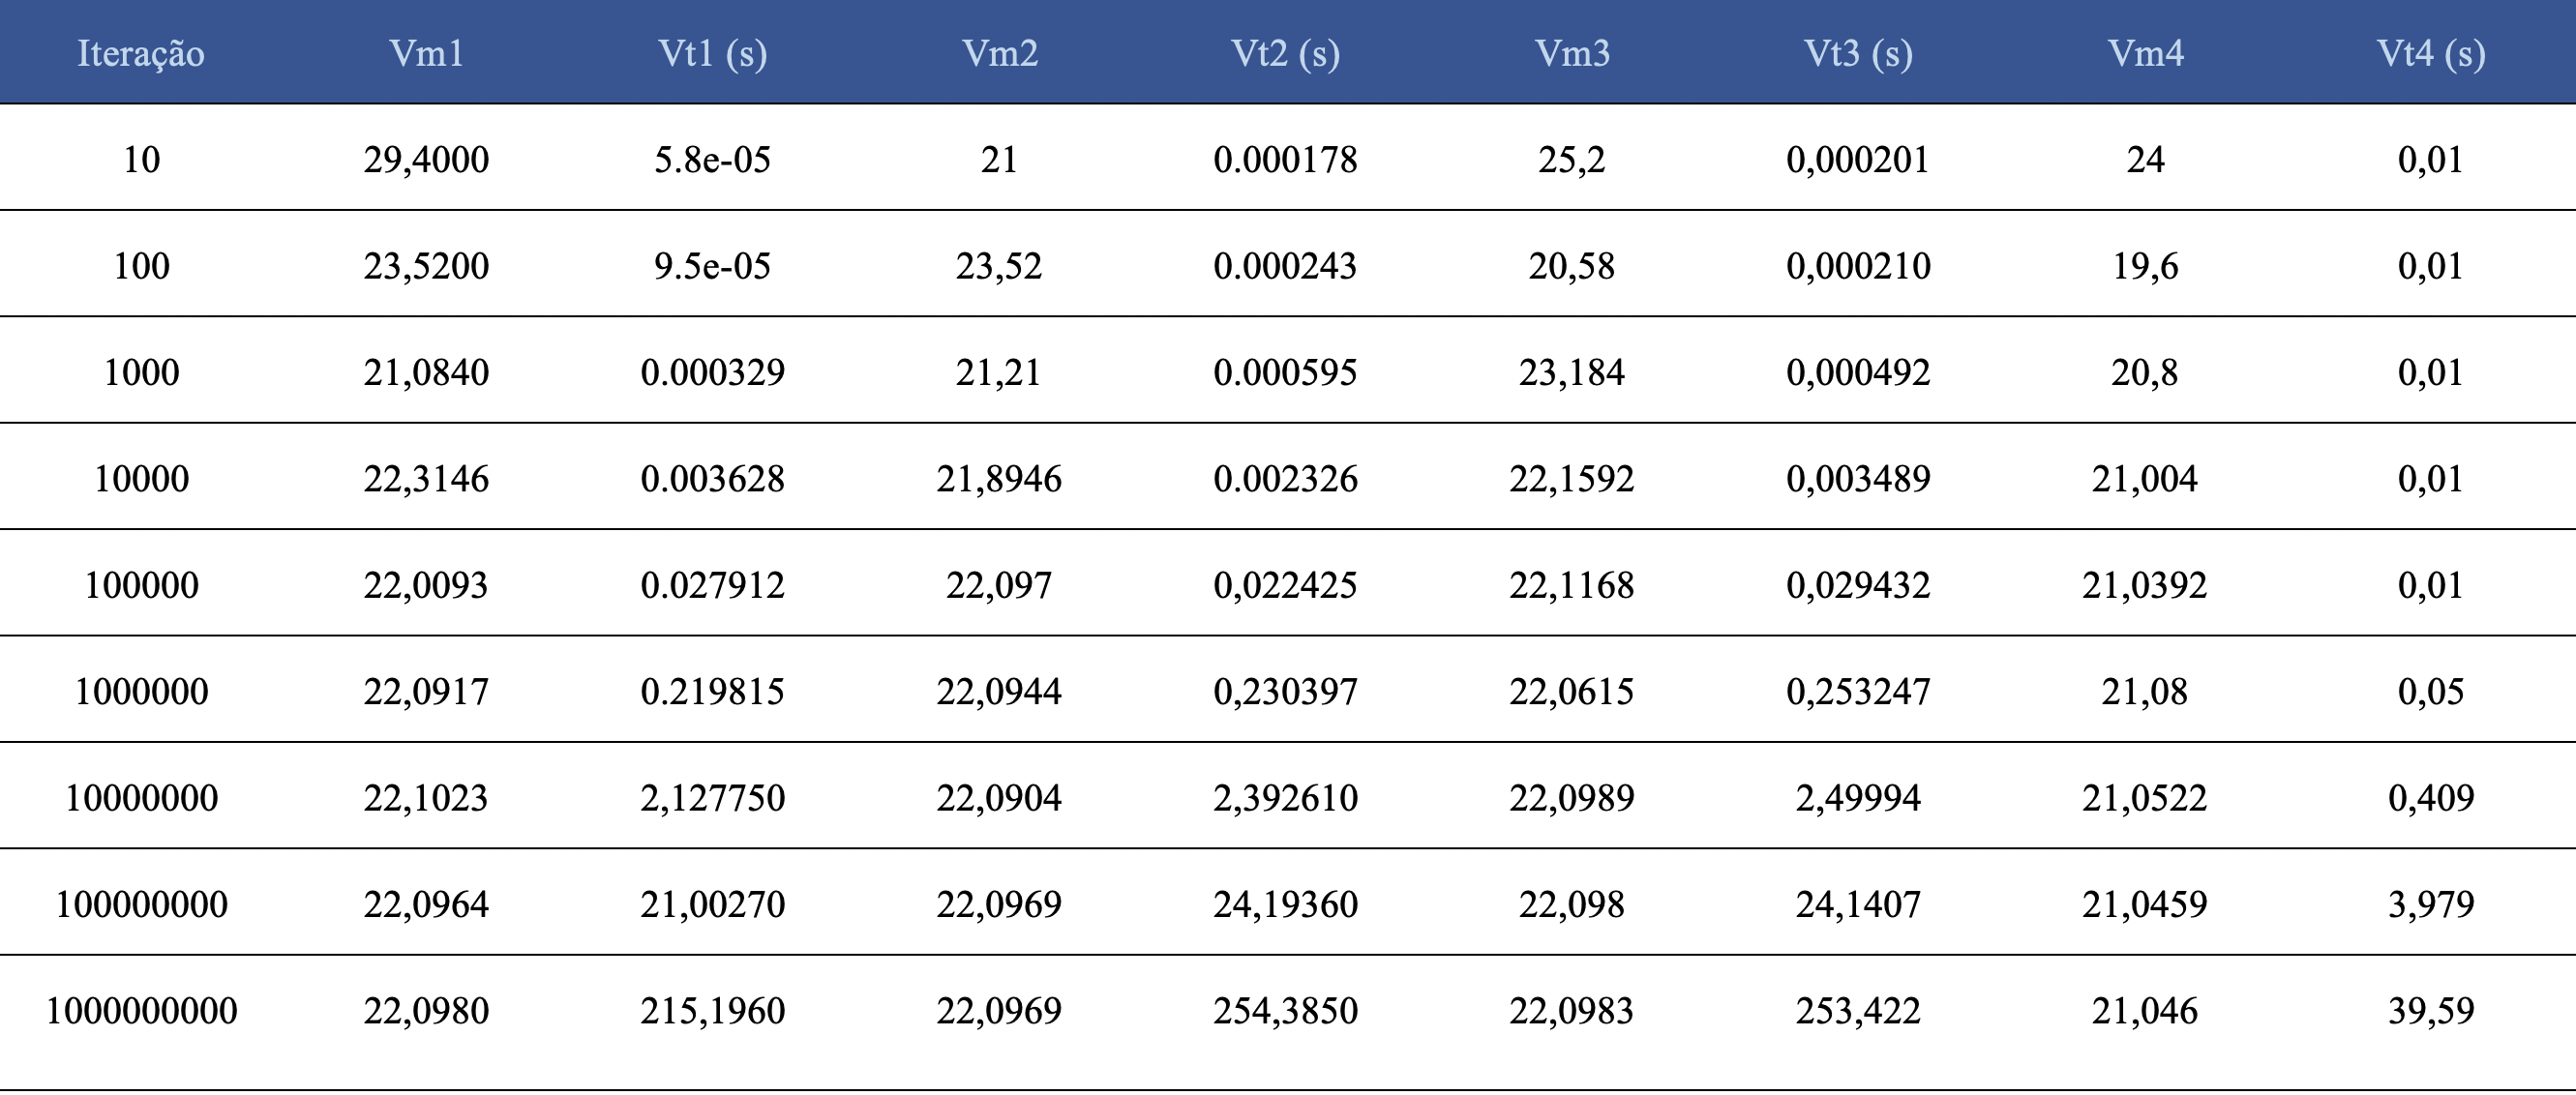 Iteração Vm1 Vt1 (s) Vm2 Vt2 (s) Vm3 Vt3 (s) Vm4 Vt4 (s)
10 29,4000 5.8e-05 21 0.000178 25,2 0,000201 24 0,01
100 23,5200 9.5e-05 23,52 0.000243 20,58 0,000210 19,6 0,01
1000 21,0840 0.000329 21,21 0.000595 23,184 0,000492 20,8 0,01
10000 22,3146 0.003628 21,8946 0.002326 22,1592 0,003489 21,004 0,01
100000 22,0093 0.027912 22,097 0,022425 22,1168 0,029432 21,0392 0,01
1000000 22,0917 0.219815 22,0944 0,230397 22,0615 0,253247 21,08 0,05
10000000 22,1023 2,127750 22,0904 2,392610 22,0989 2,49994 21,0522 0,409
100000000 22,0964 21,00270 22,0969 24,19360 22,098 24,1407 21,0459 3,979
1000000000 22,0980 215,1960 22,0969 254,3850 22,0983 253,422 21,046 39,59